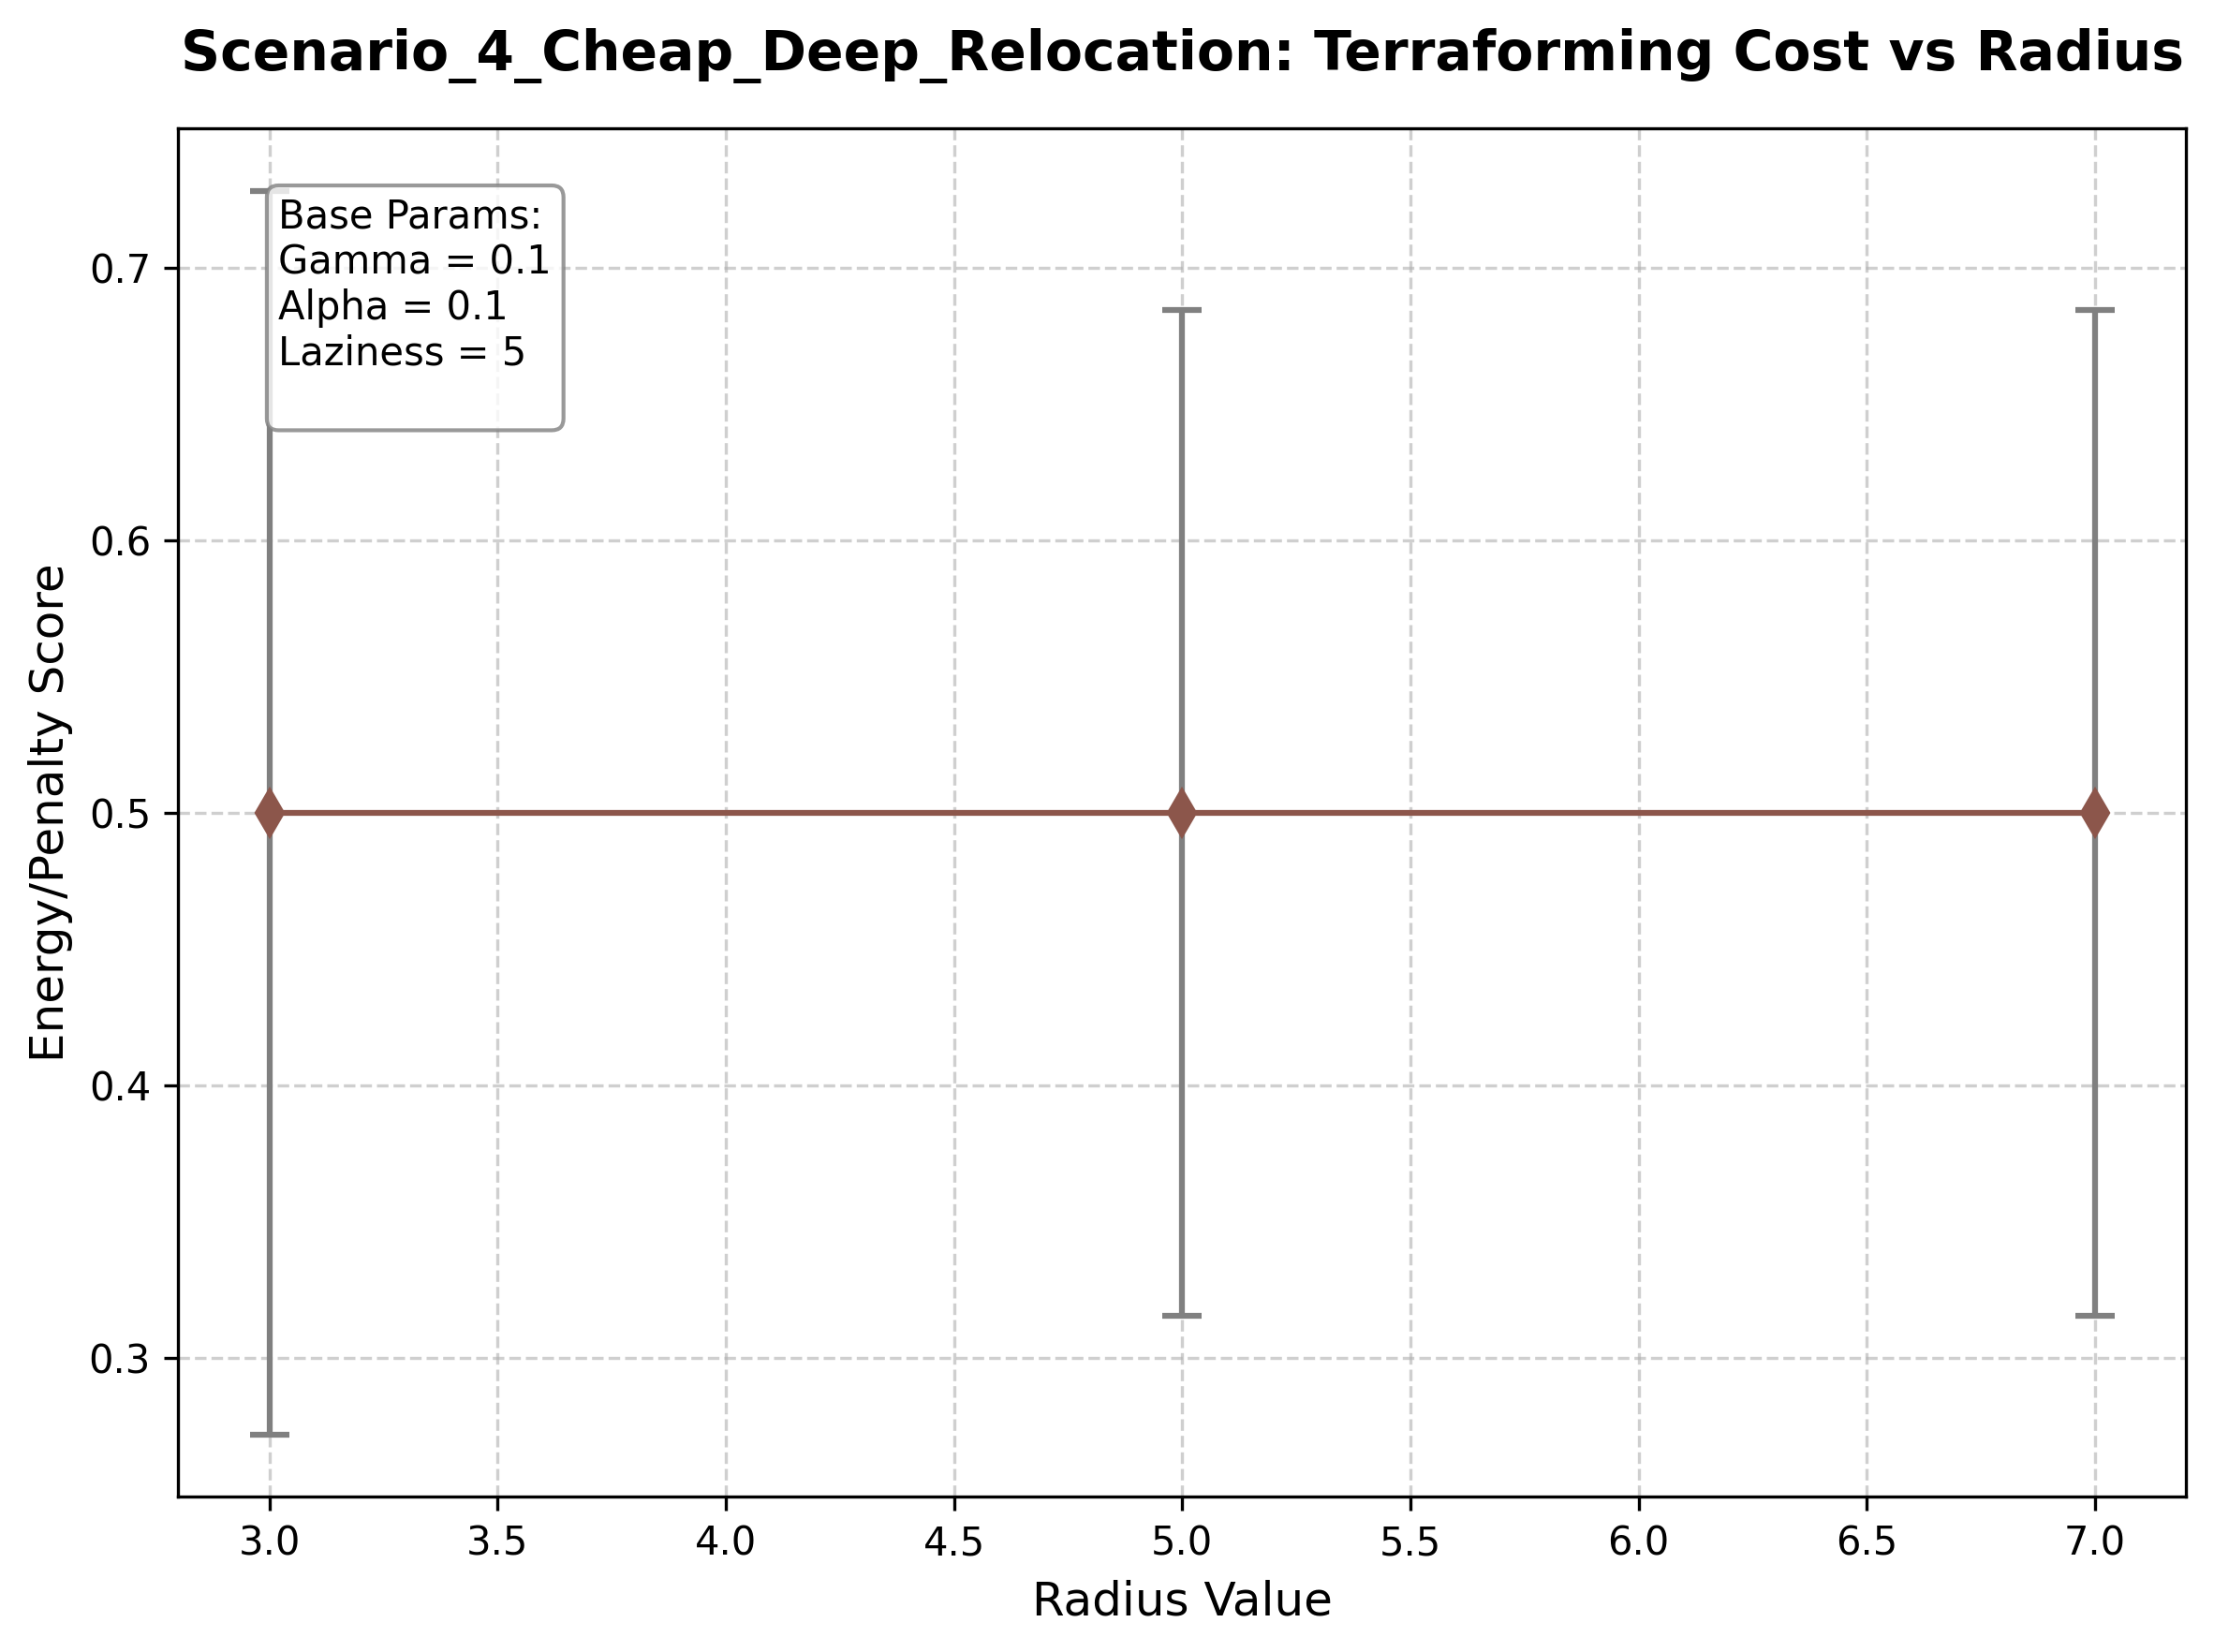 Scenario_4_Cheap_Deep_Relocation: Terraforming Cost vs Radius
Base Params:
Gamma = 0.1
Alpha = 0.1
Laziness = 5
Energy/Penalty Score
0.7
0.6
0.5
0.4
0.3
3.0 3.5 4.0 4.5 5.0 5.5 6.0 6.5 7.0
Radius Value